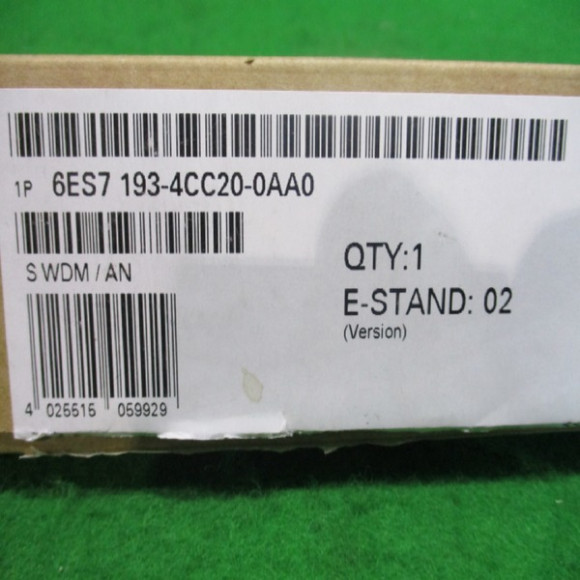 1P 6ES7 193-4CC20-0AA0
S WDM / AN
QTY:1
E-STAND: 02
(Version)
4 025515 059929